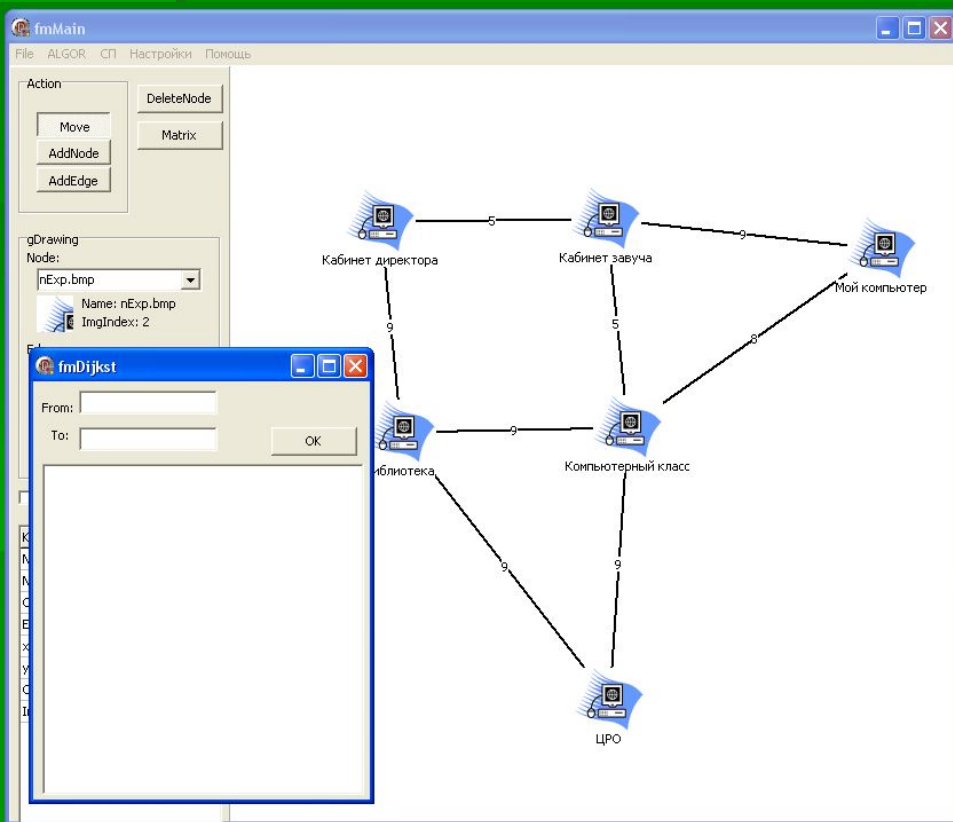 fmMain
File ALGOR СП Настройки Помощь
Action
Move
AddNode
AddEdge
DeleteNode
Matrix
gDrawing
Node:
nExp.bmp
Name: nExp.bmp
ImgIndex: 2
fmDijkst
From:
To:
OK
Кабинет директора
5
Кабинет завуча
9
Мой компьютер
9
5
8
иблиотека
9
Компьютерный класс
9
9
ЦРО